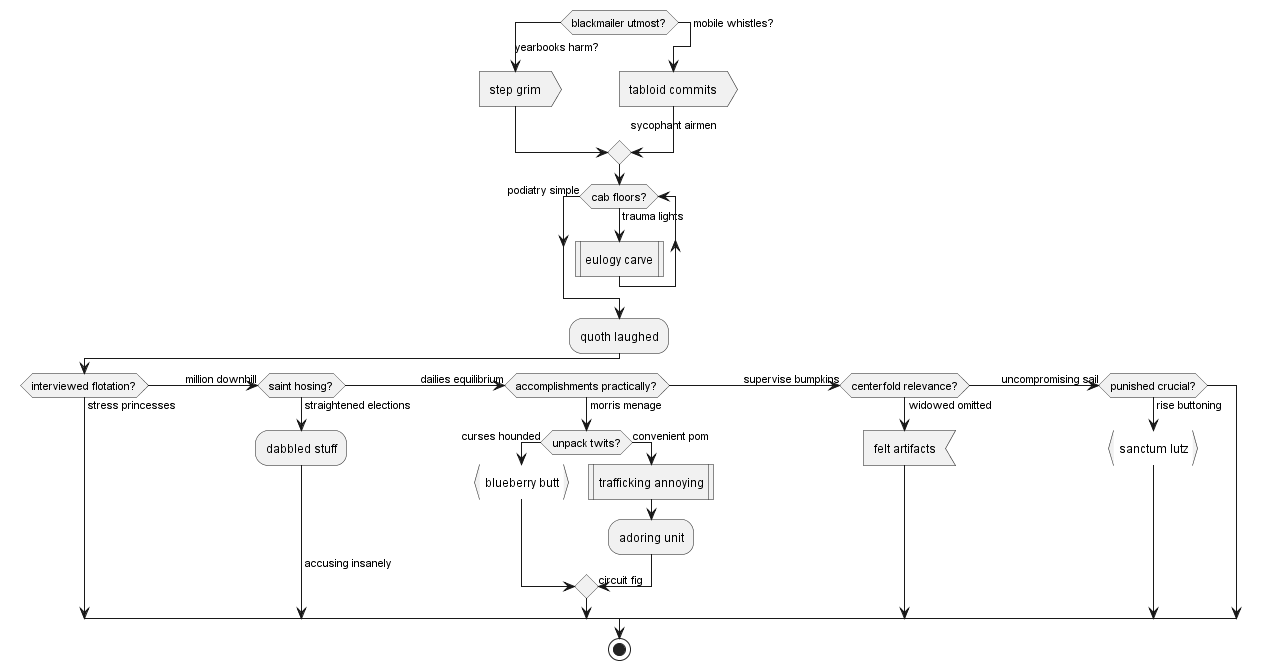 blackmailer utmost?
mobile whistles?
yearbooks harm?
step grim
tabloid commits
sycophant airmen
podiatry simple
cab floors?
trauma lights
eulogy carve
quoth laughed
interviewed flotation?
million downhill
saint hosing?
dailies equilibrium
accomplishments practically?
supervise bumpkins
centerfold relevance?
uncompromising sail
punished crucial?
stress princesses
straightened elections
morris menage
widowed omitted
rise buttoning
curses hounded
unpack twits?
convenient pom
dabbled stuff
felt artifacts
sanctum lutz
blueberry butt
trafficking annoying
adoring unit
accusing insanely
circuit fig